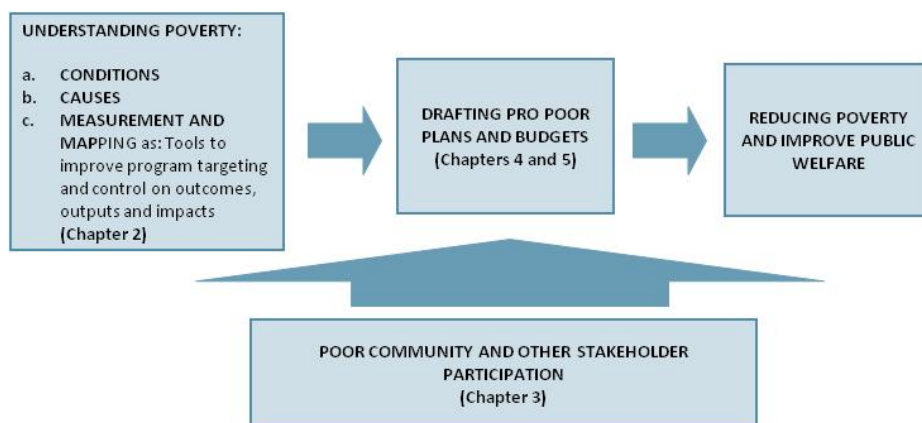 UNDERSTANDING POVERTY:
a. CONDITIONS
b. CAUSES
c. MEASUREMENT AND
MAPPING as: Tools to
improve program targeting
and control on outcomes,
outputs and impacts
(Chapter 2)
DRAFTING PRO POOR
PLANS AND BUDGETS
(Chapters 4 and 5)
REDUCING POVERTY
AND IMPROVE PUBLIC
WELFARE
POOR COMMUNITY AND OTHER STAKEHOLDER
PARTICIPATION
(Chapter 3)